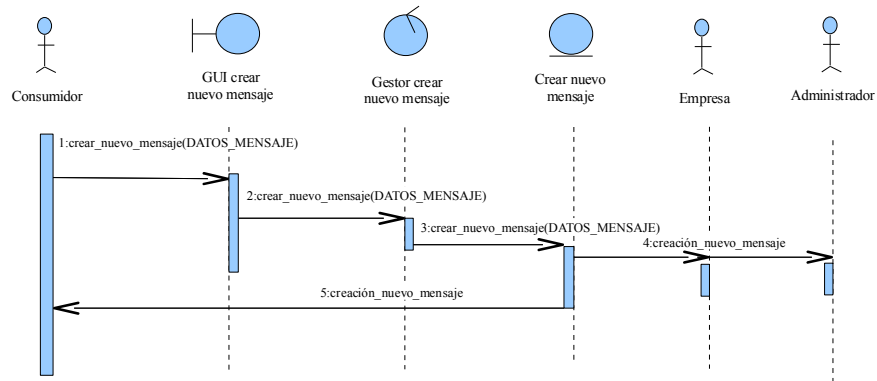 Consumidor
GUI crear
nuevo mensaje
Gestor crear
nuevo mensaje
Crear nuevo
mensaje
Empresa
Administrador
1:crear_nuevo_mensaje(DATOS_MENSAJE)
2:crear_nuevo_mensaje(DATOS_MENSAJE)
3:crear_nuevo_mensaje(DATOS_MENSAJE)
4:creación_nuevo_mensaje
5:creación_nuevo_mensaje